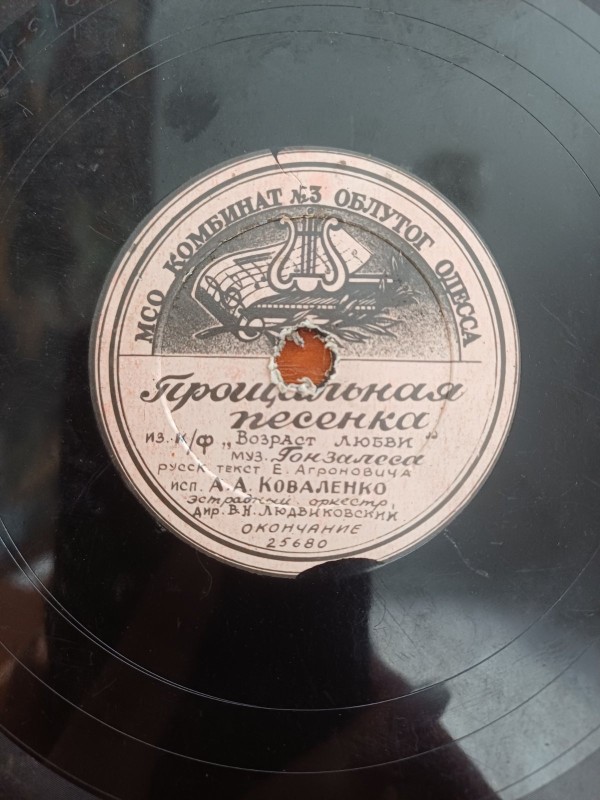 МСО КОМБИНАТ №3 ОБЛУТОГ ОДЕССА
Прощальная
песенка
ИЗ К/Ф „ВОЗРАСТ ЛЮБВИ“
МУЗ. Гонзалеса
РУССК. ТЕКСТ Е. АГРОНОВИЧА
ИСП. А.А. КОВАЛЕНКО
эстрадный оркестр,
ДИР. В.Н. ЛЮДВИКОВСКИЙ
ОКОНЧАНИЕ
25680